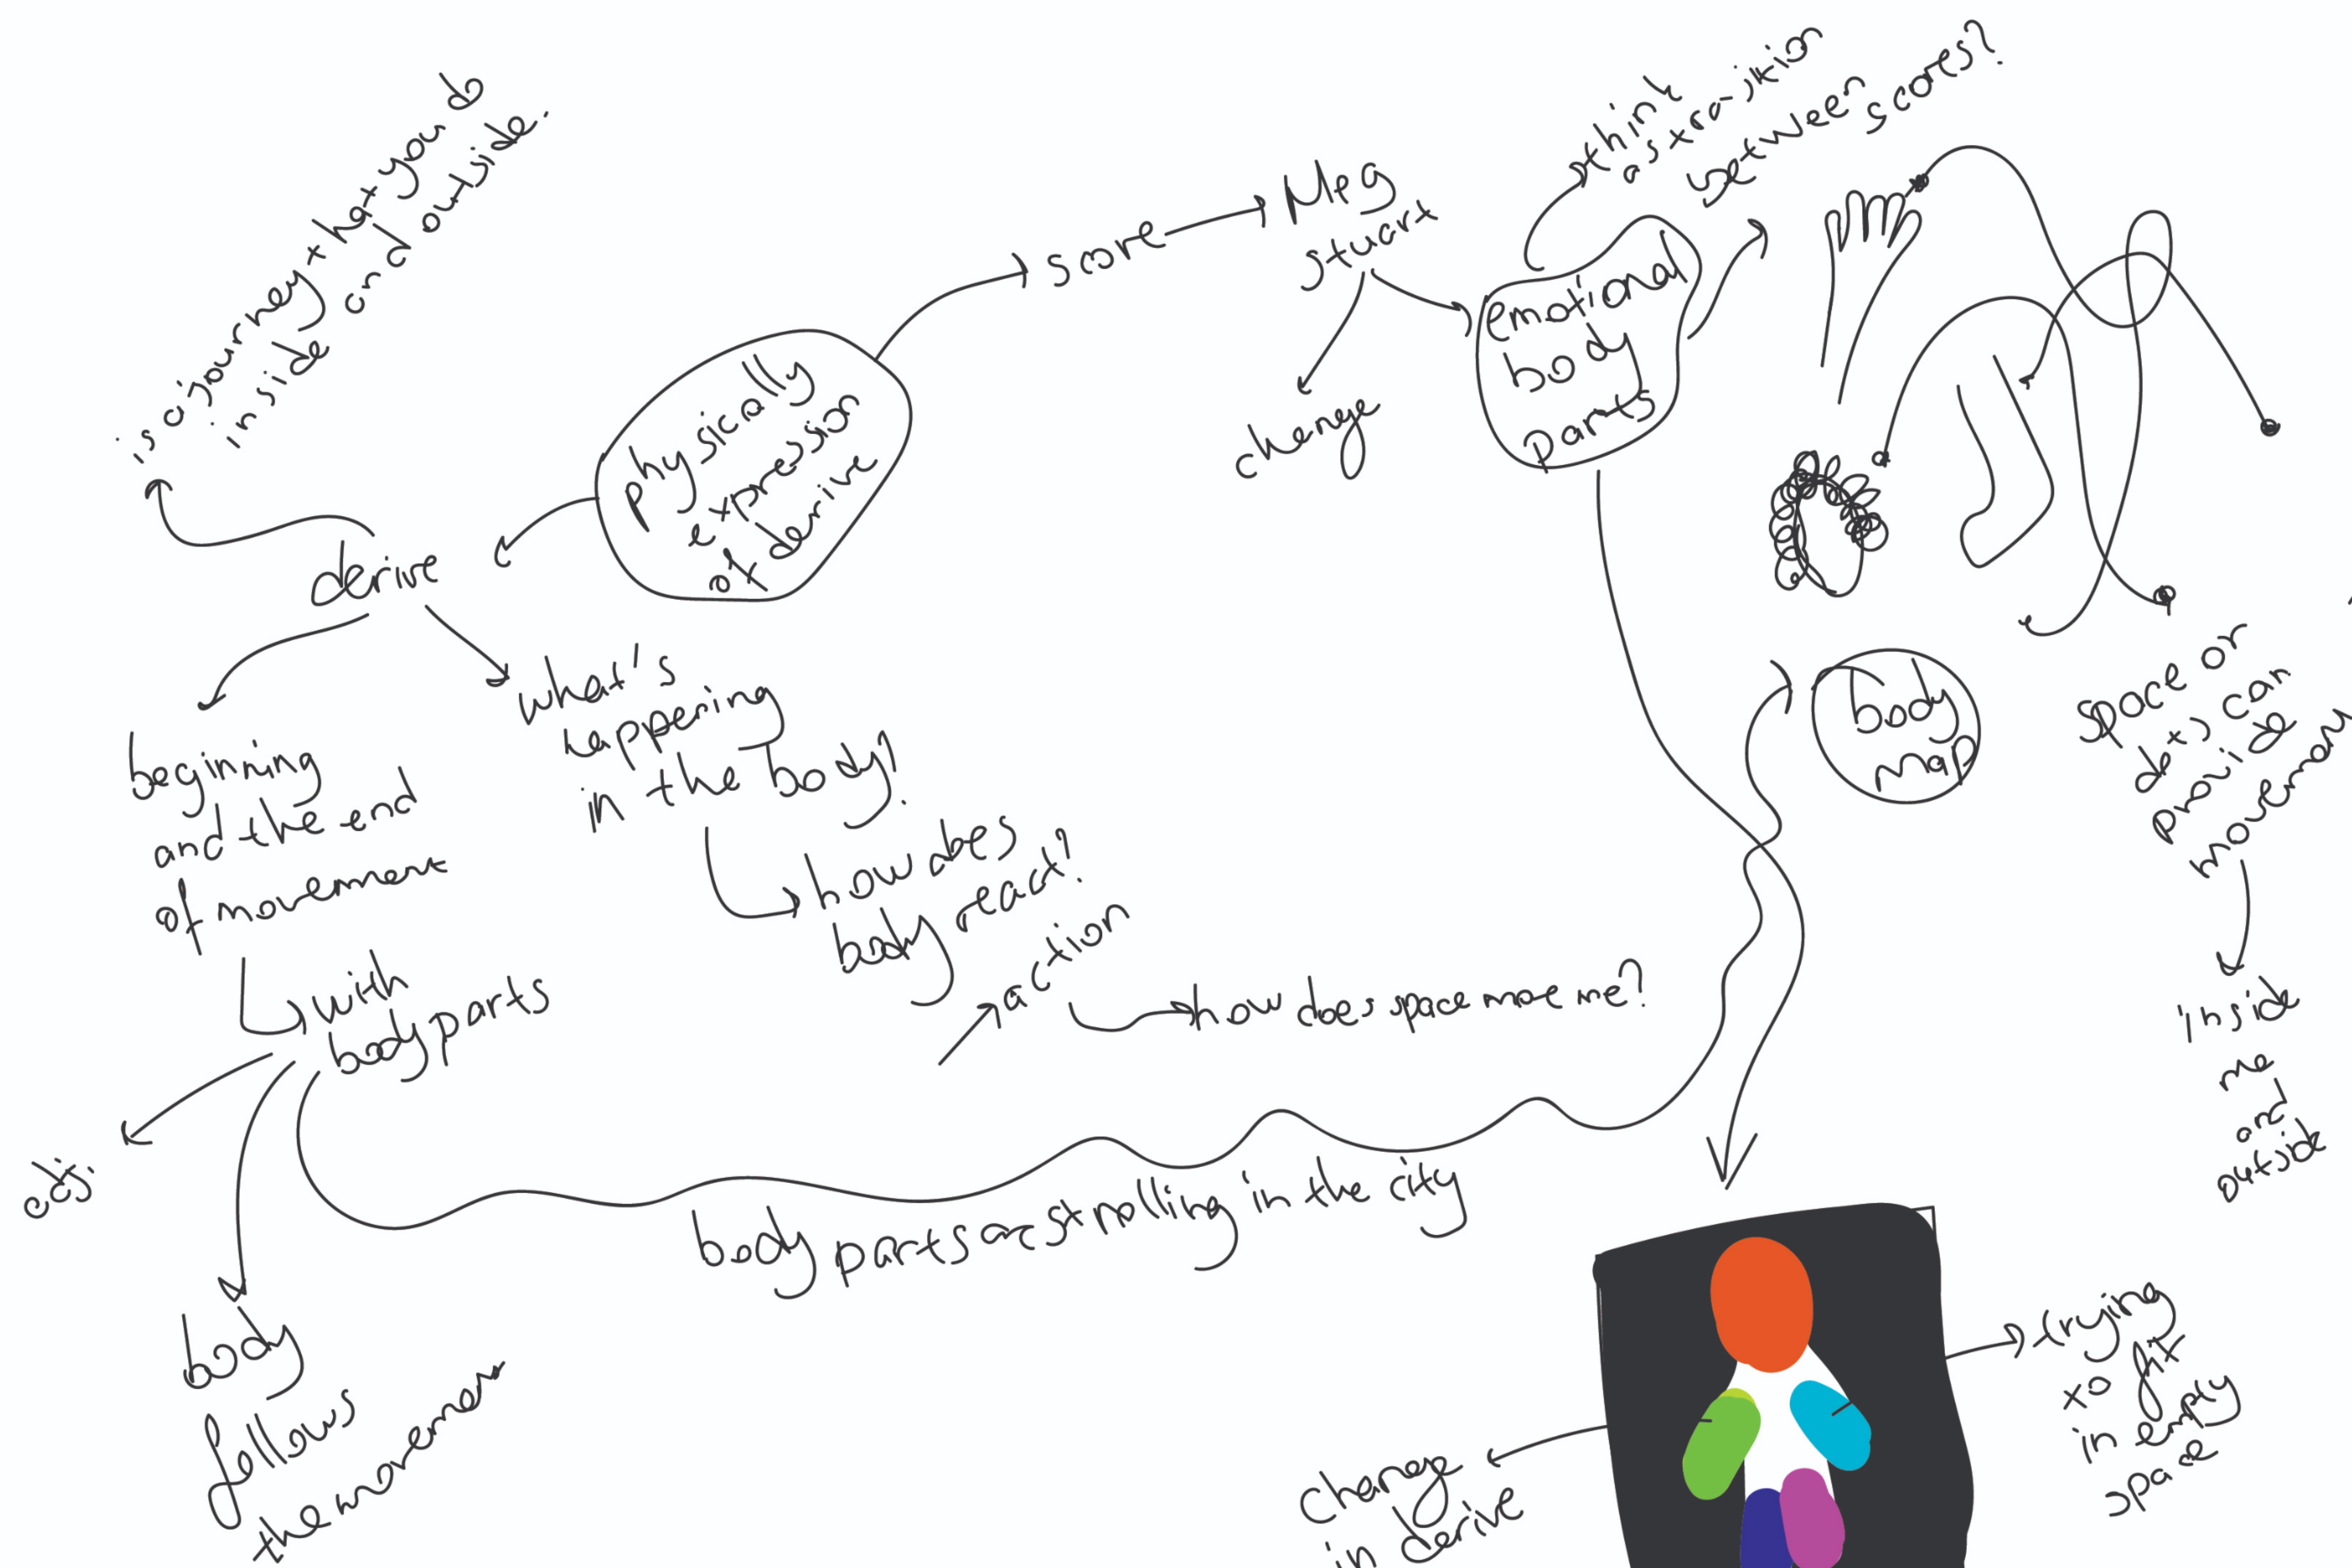 is a journey that you do
inside and outside.
physically
expression
of derive
score
Meg
stuart
change
emotional
body
parts
think
between scores?
derive
beginning
and the end
of movement
with
body parts
what's
happening
in the body?
how does
body react?
action
how does space move me?
body
map
space or
can
provide
inside
me
and
outside
body parts are strolling in the city
body
follows
the movement
trying
to fit
in empty
space
change
in derive